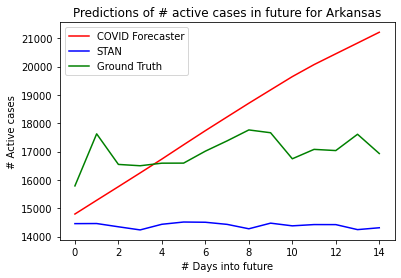 Predictions of # active cases in future for Arkansas
COVID Forecaster
STAN
Ground Truth
# Active cases
21000
20000
19000
18000
17000
16000
15000
14000
0 2 4 6 8 10 12 14
# Days into future